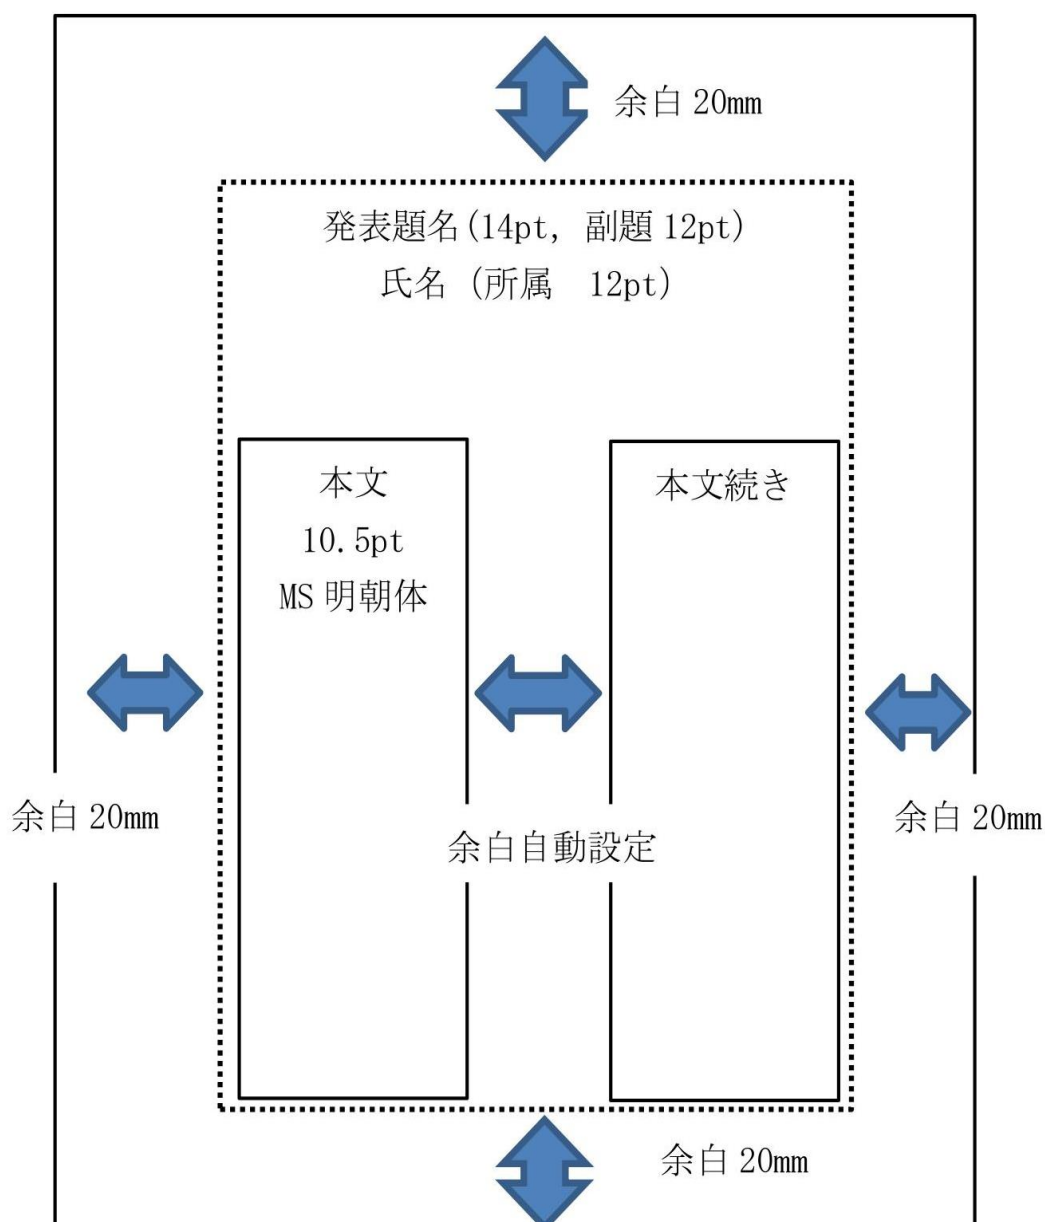 余白 20mm
発表題名(14pt, 副題 12pt)
氏名 (所属　12pt)
本文
10.5pt
MS 明朝体
本文続き
余白 20mm
余白自動設定
余白 20mm
余白 20mm